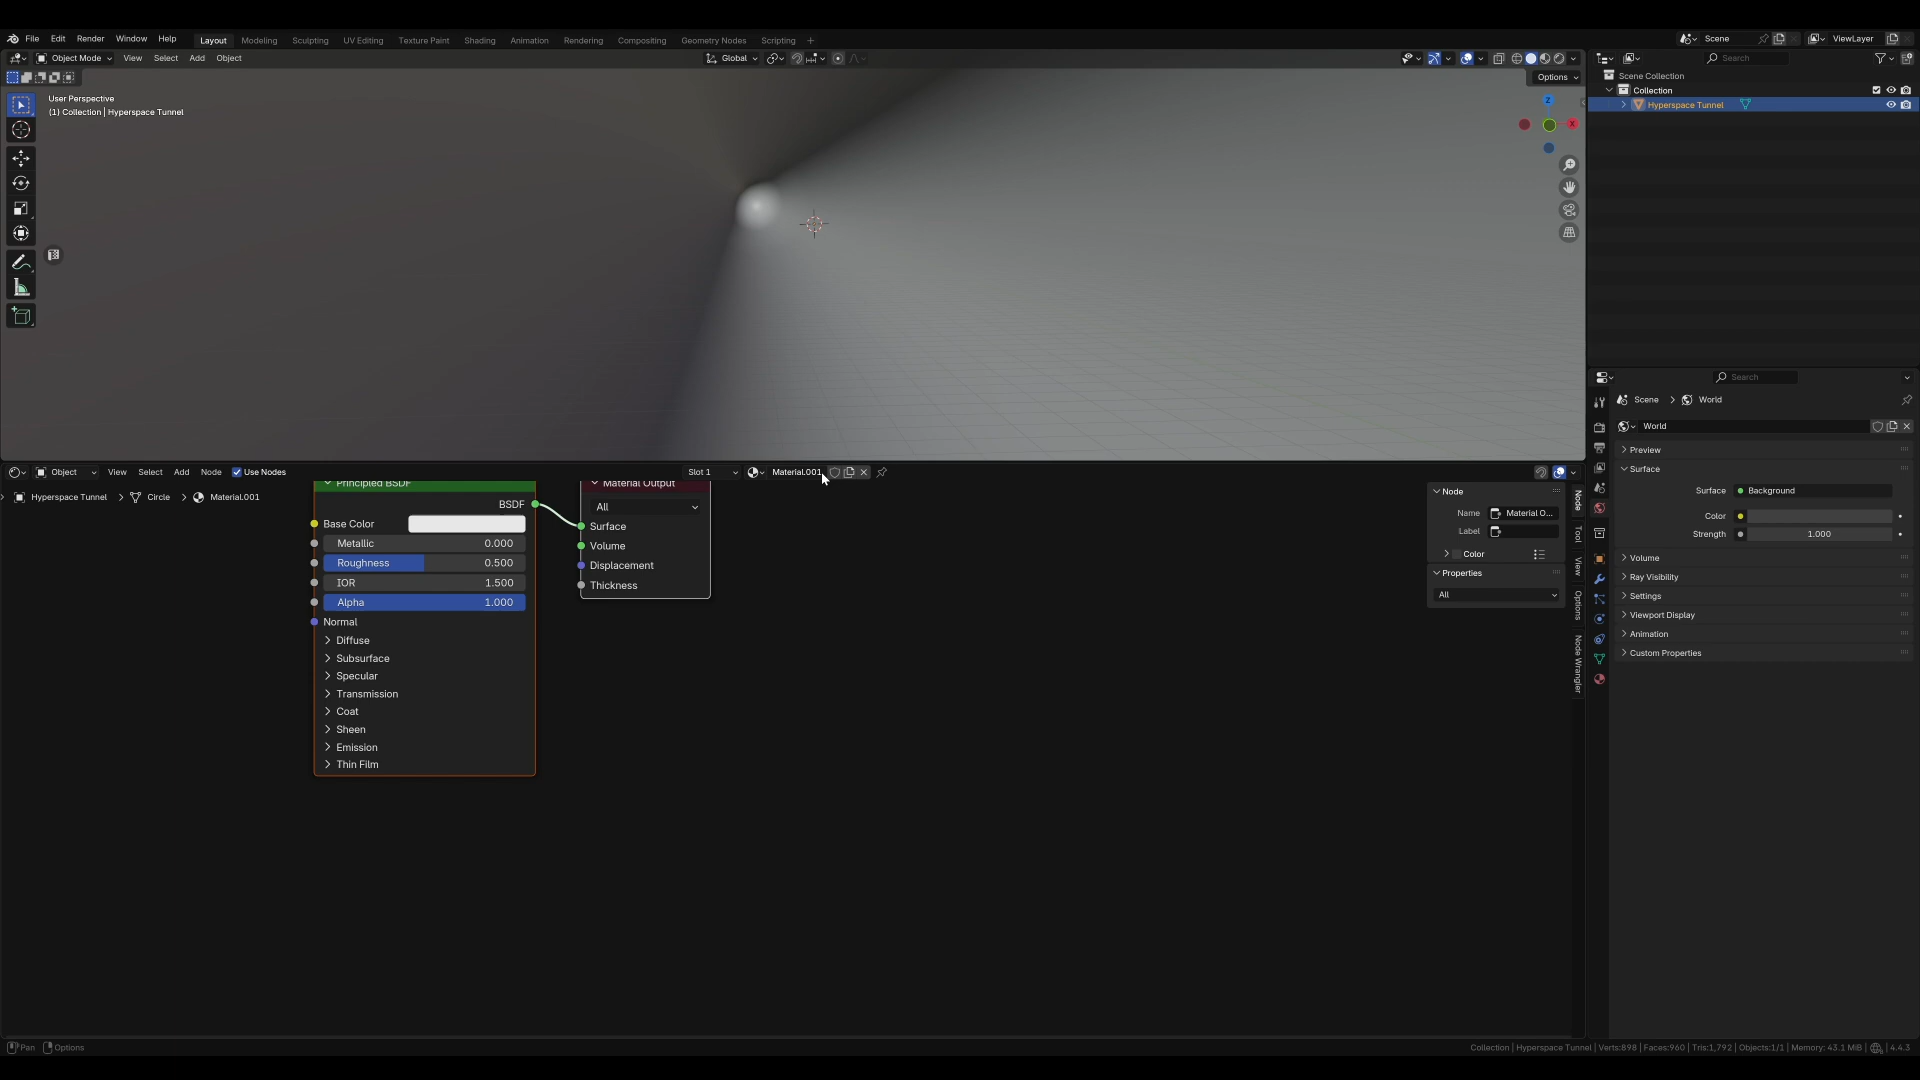 File Edit Render Window Help Layout Modeling Sculpting UV Editing Texture Paint Shading Animation Rendering Compositing Geometry Nodes Scripting + Scene ViewLayer
Object Mode View Select Add Object Global Search
Options
User Perspective
(1) Collection | Hyperspace Tunnel
Z
X
Scene Collection
Collection
Hyperspace Tunnel
Search
Scene > World
World
Preview
Surface
Surface Background
Color
Strength 1.000
Volume
Ray Visibility
Settings
Viewport Display
Animation
Custom Properties
Object View Select Add Node Use Nodes Slot 1 Material.001
Hyperspace Tunnel > Circle > Material.001
Principled BSDF
BSDF
Base Color
Metallic 0.000
Roughness 0.500
IOR 1.500
Alpha 1.000
Normal
Diffuse
Subsurface
Specular
Transmission
Coat
Sheen
Emission
Thin Film
Material Output
All
Surface
Volume
Displacement
Thickness
Node
Name Material O...
Label
Color
Properties
All
Node
Tool
View
Options
Node Wrangler
Pan Options
Collection | Hyperspace Tunnel | Verts:898 | Faces:960 | Tris:1,792 | Objects:1/1 | Memory: 43.1 MiB | 4.4.3